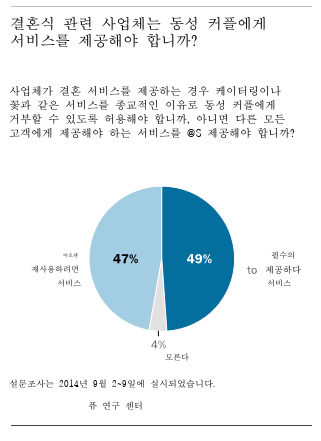 결혼식 관련 사업체는 동성 커플에게
서비스를 제공해야 합니까?
사업체가 결혼 서비스를 제공하는 경우 케이터링이나
꽃과 같은 서비스를 종교적인 이유로 동성 커플에게
거부할 수 있도록 허용해야 합니까, 아니면 다른 모든
고객에게 제공해야 하는 서비스를 @S 제공해야 합니까?
47%
49%
재사용하려면
서비스
필수의
to 제공하다
서비스
4%
모른다
설문조사는 2014년 9월 2~9일에 실시되었습니다.
퓨 연구 센터